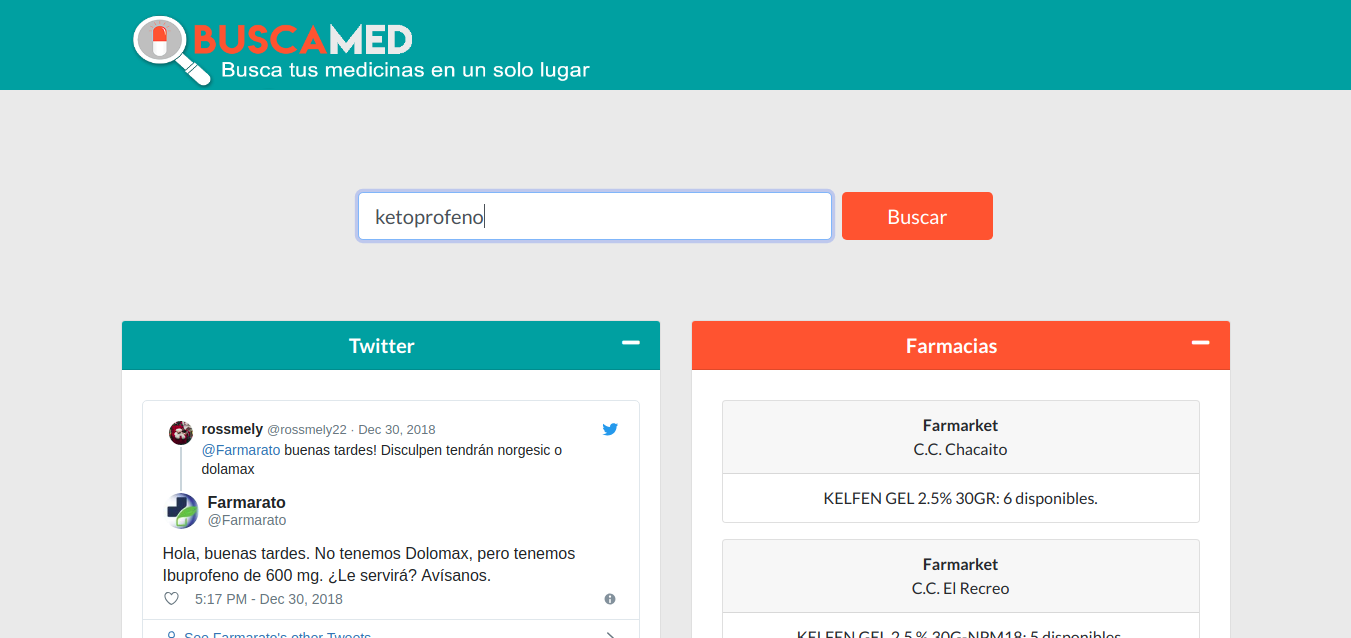 BUSCAMED
Busca tus medicinas en un solo lugar
ketoprofeno
Buscar
Twitter
rossmely @rossmely22 · Dec 30, 2018
@Farmarato buenas tardes! Disculpen tendrán norgesic o
dolamax
Farmarato
@Farmarato
Hola, buenas tardes. No tenemos Dolomax, pero tenemos
Ibuprofeno de 600 mg. ¿Le servirá? Avísanos.
5:17 PM - Dec 30, 2018
See Farmarato's other Tweets
Farmacias
Farmarket
C.C. Chacaito
KELFEN GEL 2.5% 30GR: 6 disponibles.
Farmarket
C.C. El Recreo
KELFEN GEL 2.5 % 30G-NPM18: 5 disponibles.